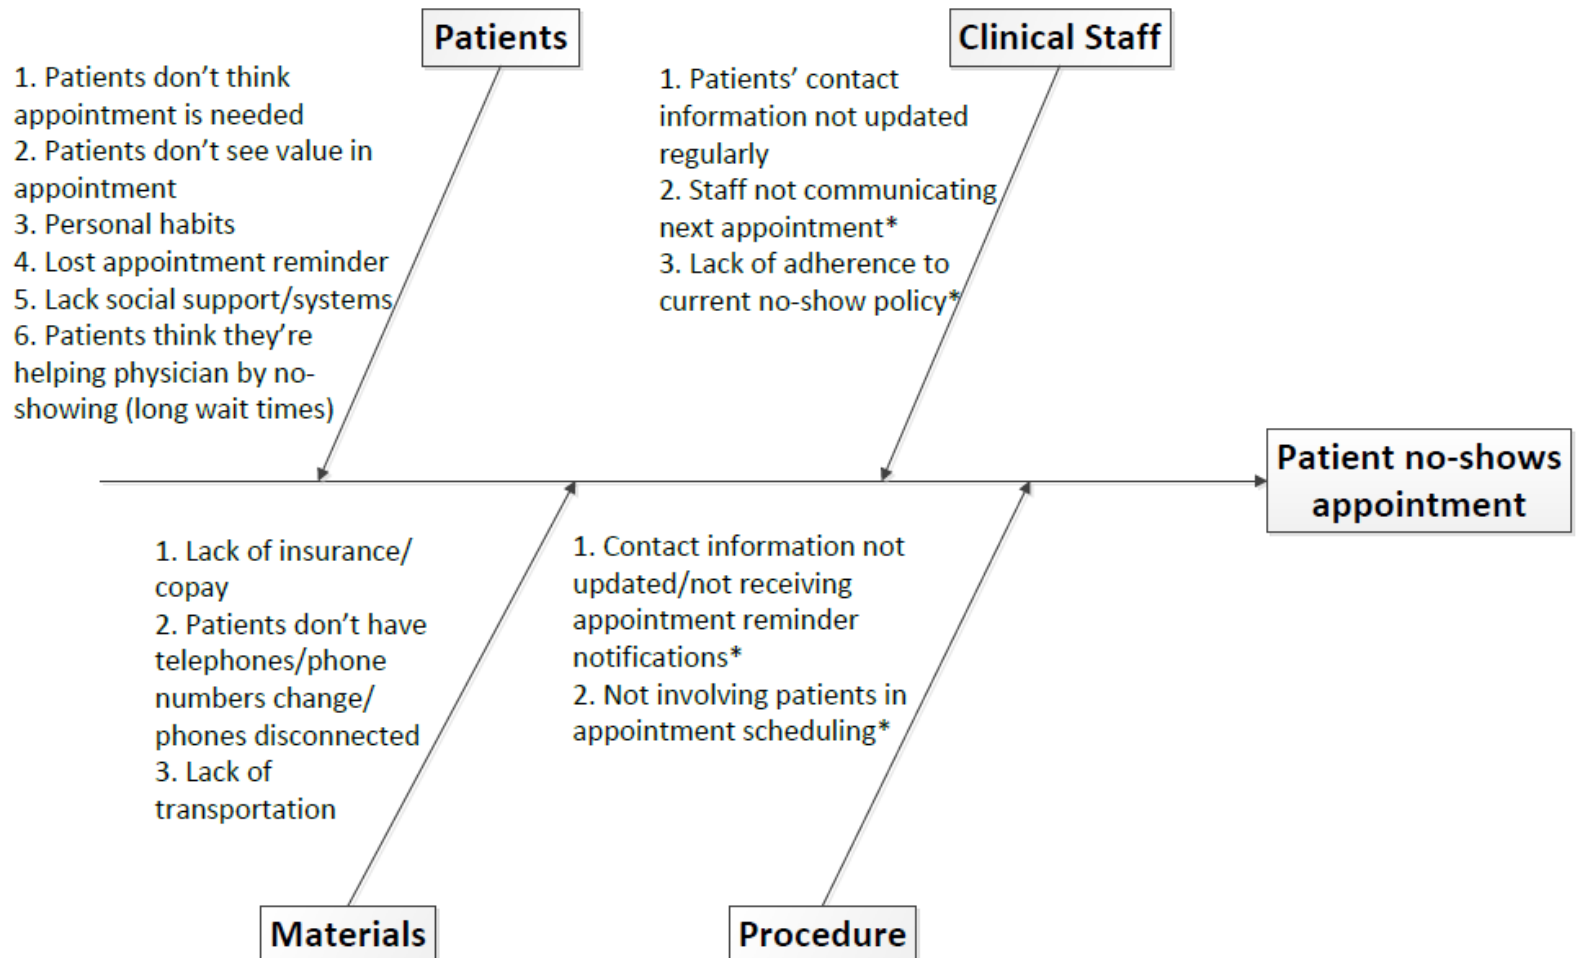 Patients
1. Patients don’t think
appointment is needed
2. Patients don’t see value in
appointment
3. Personal habits
4. Lost appointment reminder
5. Lack social support/systems
6. Patients think they’re
helping physician by no-
showing (long wait times)
Clinical Staff
1. Patients’ contact
information not updated
regularly
2. Staff not communicating
next appointment*
3. Lack of adherence to
current no-show policy*
Patient no-shows
appointment
1. Lack of insurance/
copay
2. Patients don’t have
telephones/phone
numbers change/
phones disconnected
3. Lack of
transportation
Materials
1. Contact information not
updated/not receiving
appointment reminder
notifications*
2. Not involving patients in
appointment scheduling*
Procedure